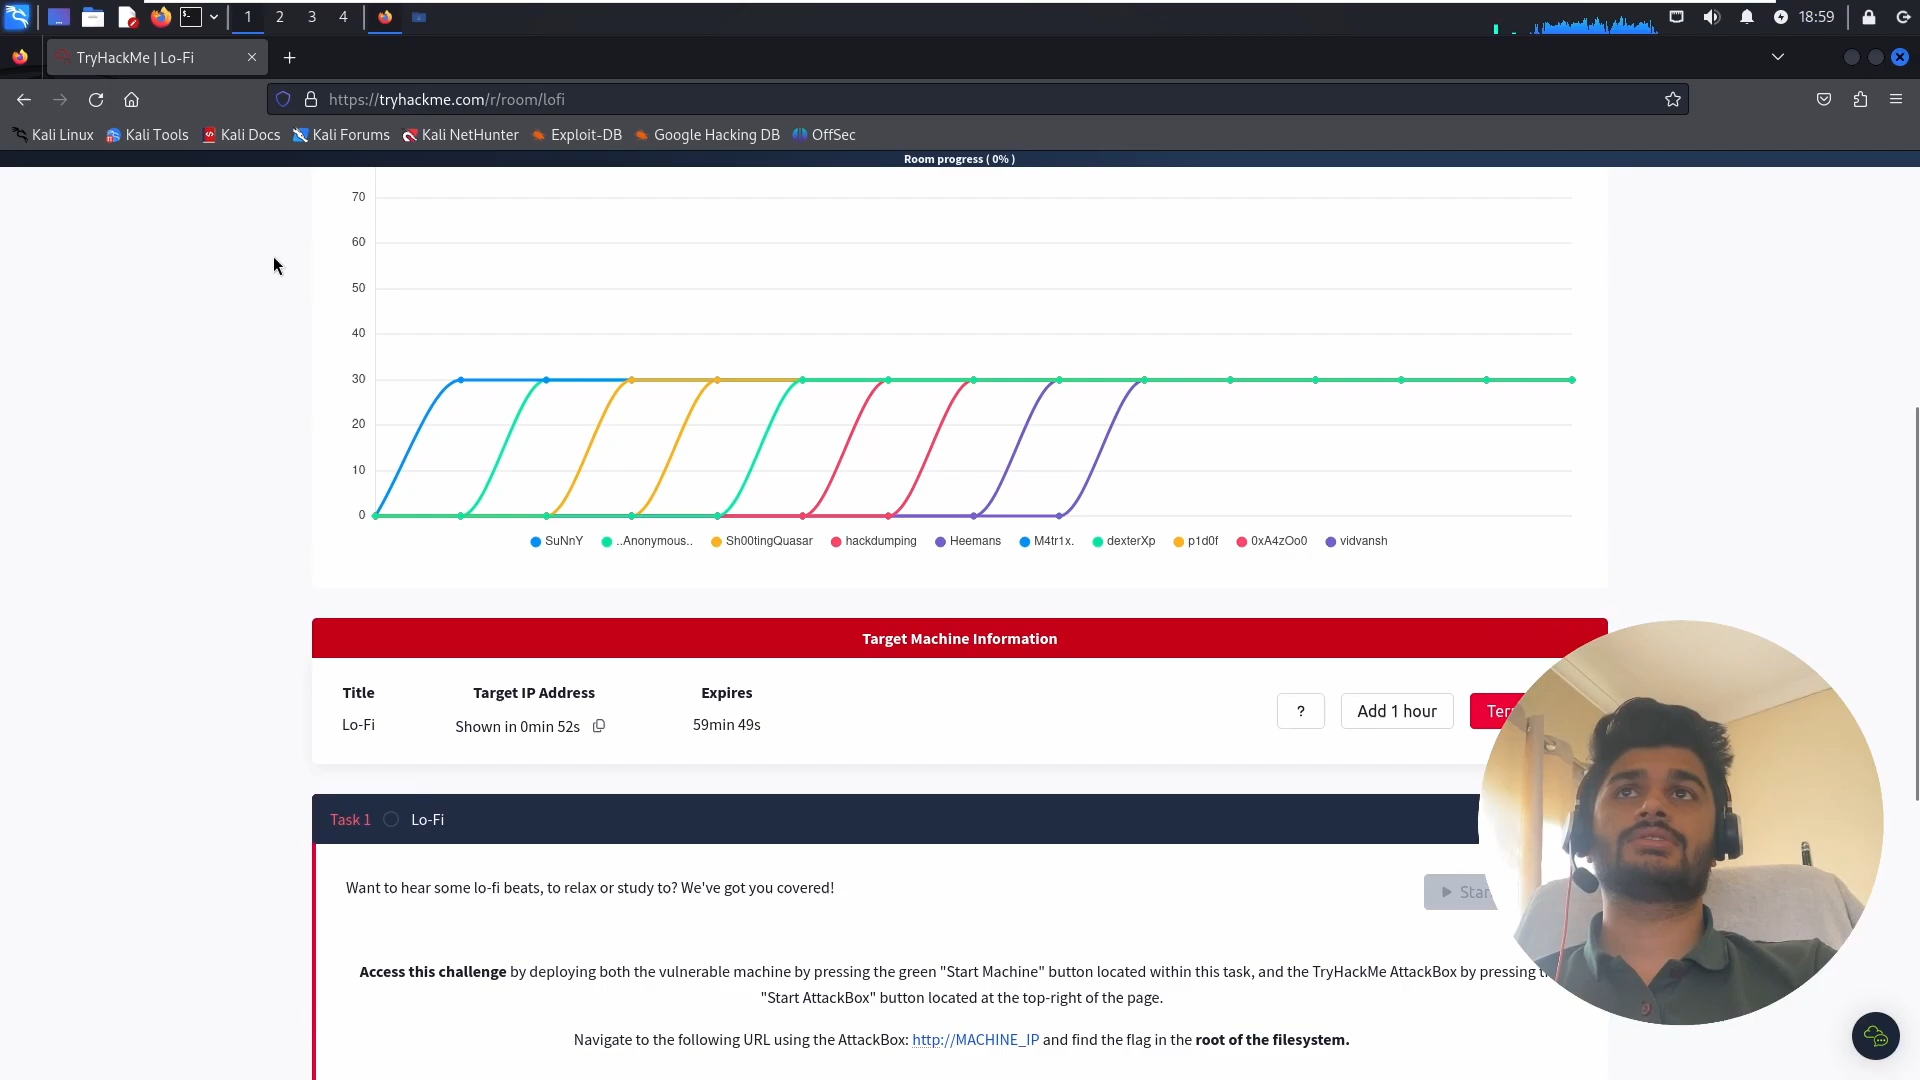 1 2 3 4 18:59
TryHackMe | Lo-Fi
https://tryhackme.com/r/room/lofi
Kali Linux Kali Tools Kali Docs Kali Forums Kali NetHunter Exploit-DB Google Hacking DB OffSec
Room progress ( 0% )
70
60
50
40
30
20
10
0
SuNnY ..Anonymous.. Sh00tingQuasar hackdumping Heemans M4tr1x. dexterXp p1d0f 0xA4zOo0 vidvansh
Target Machine Information
Title Target IP Address Expires
Lo-Fi Shown in 0min 52s 59min 49s ? Add 1 hour
Task 1 Lo-Fi
Want to hear some lo-fi beats, to relax or study to? We've got you covered!
Access this challenge by deploying both the vulnerable machine by pressing the green "Start Machine" button located within this task, and the TryHackMe AttackBox by pressing
"Start AttackBox" button located at the top-right of the page.
Navigate to the following URL using the AttackBox: http://MACHINE_IP and find the flag in the root of the filesystem.